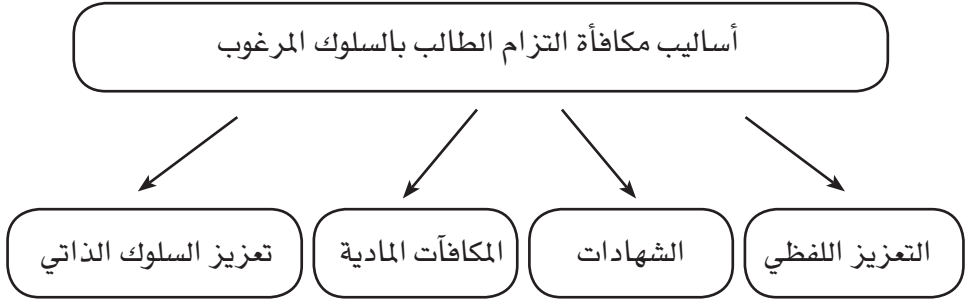 أساليب مكافأة التزام الطالب بالسلوك المرغوب
التعزيز اللفظي
الشهادات
المكافآت المادية
تعزيز السلوك الذاتي